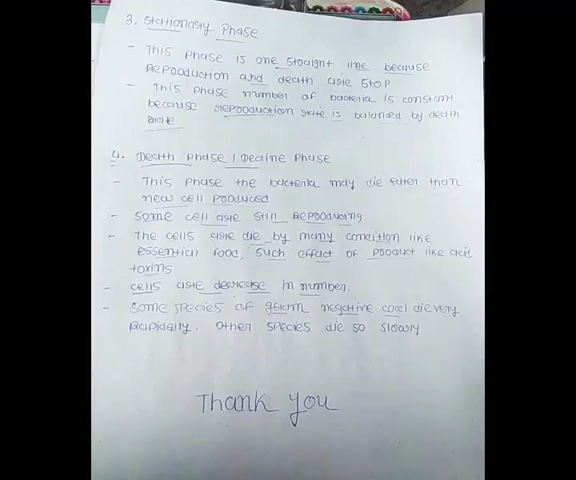 3. Stationary Phase
- This Phase is one straight line because
Reproduction and death are stop
- This Phase number of bacteria is constant
because reproduction rate is balanced by death
rate
4. Death phase / Decline Phase
- This Phase the bacteria may die fster than
new cell produced
- Some cell are still Reproducing
- The cells are die by many condition like
essential food, such effect of product like acid
toxins
- cells are decrease in number.
- Some species of gram negative cocci die very
Rapidally. Other species die so slowly
Thank you